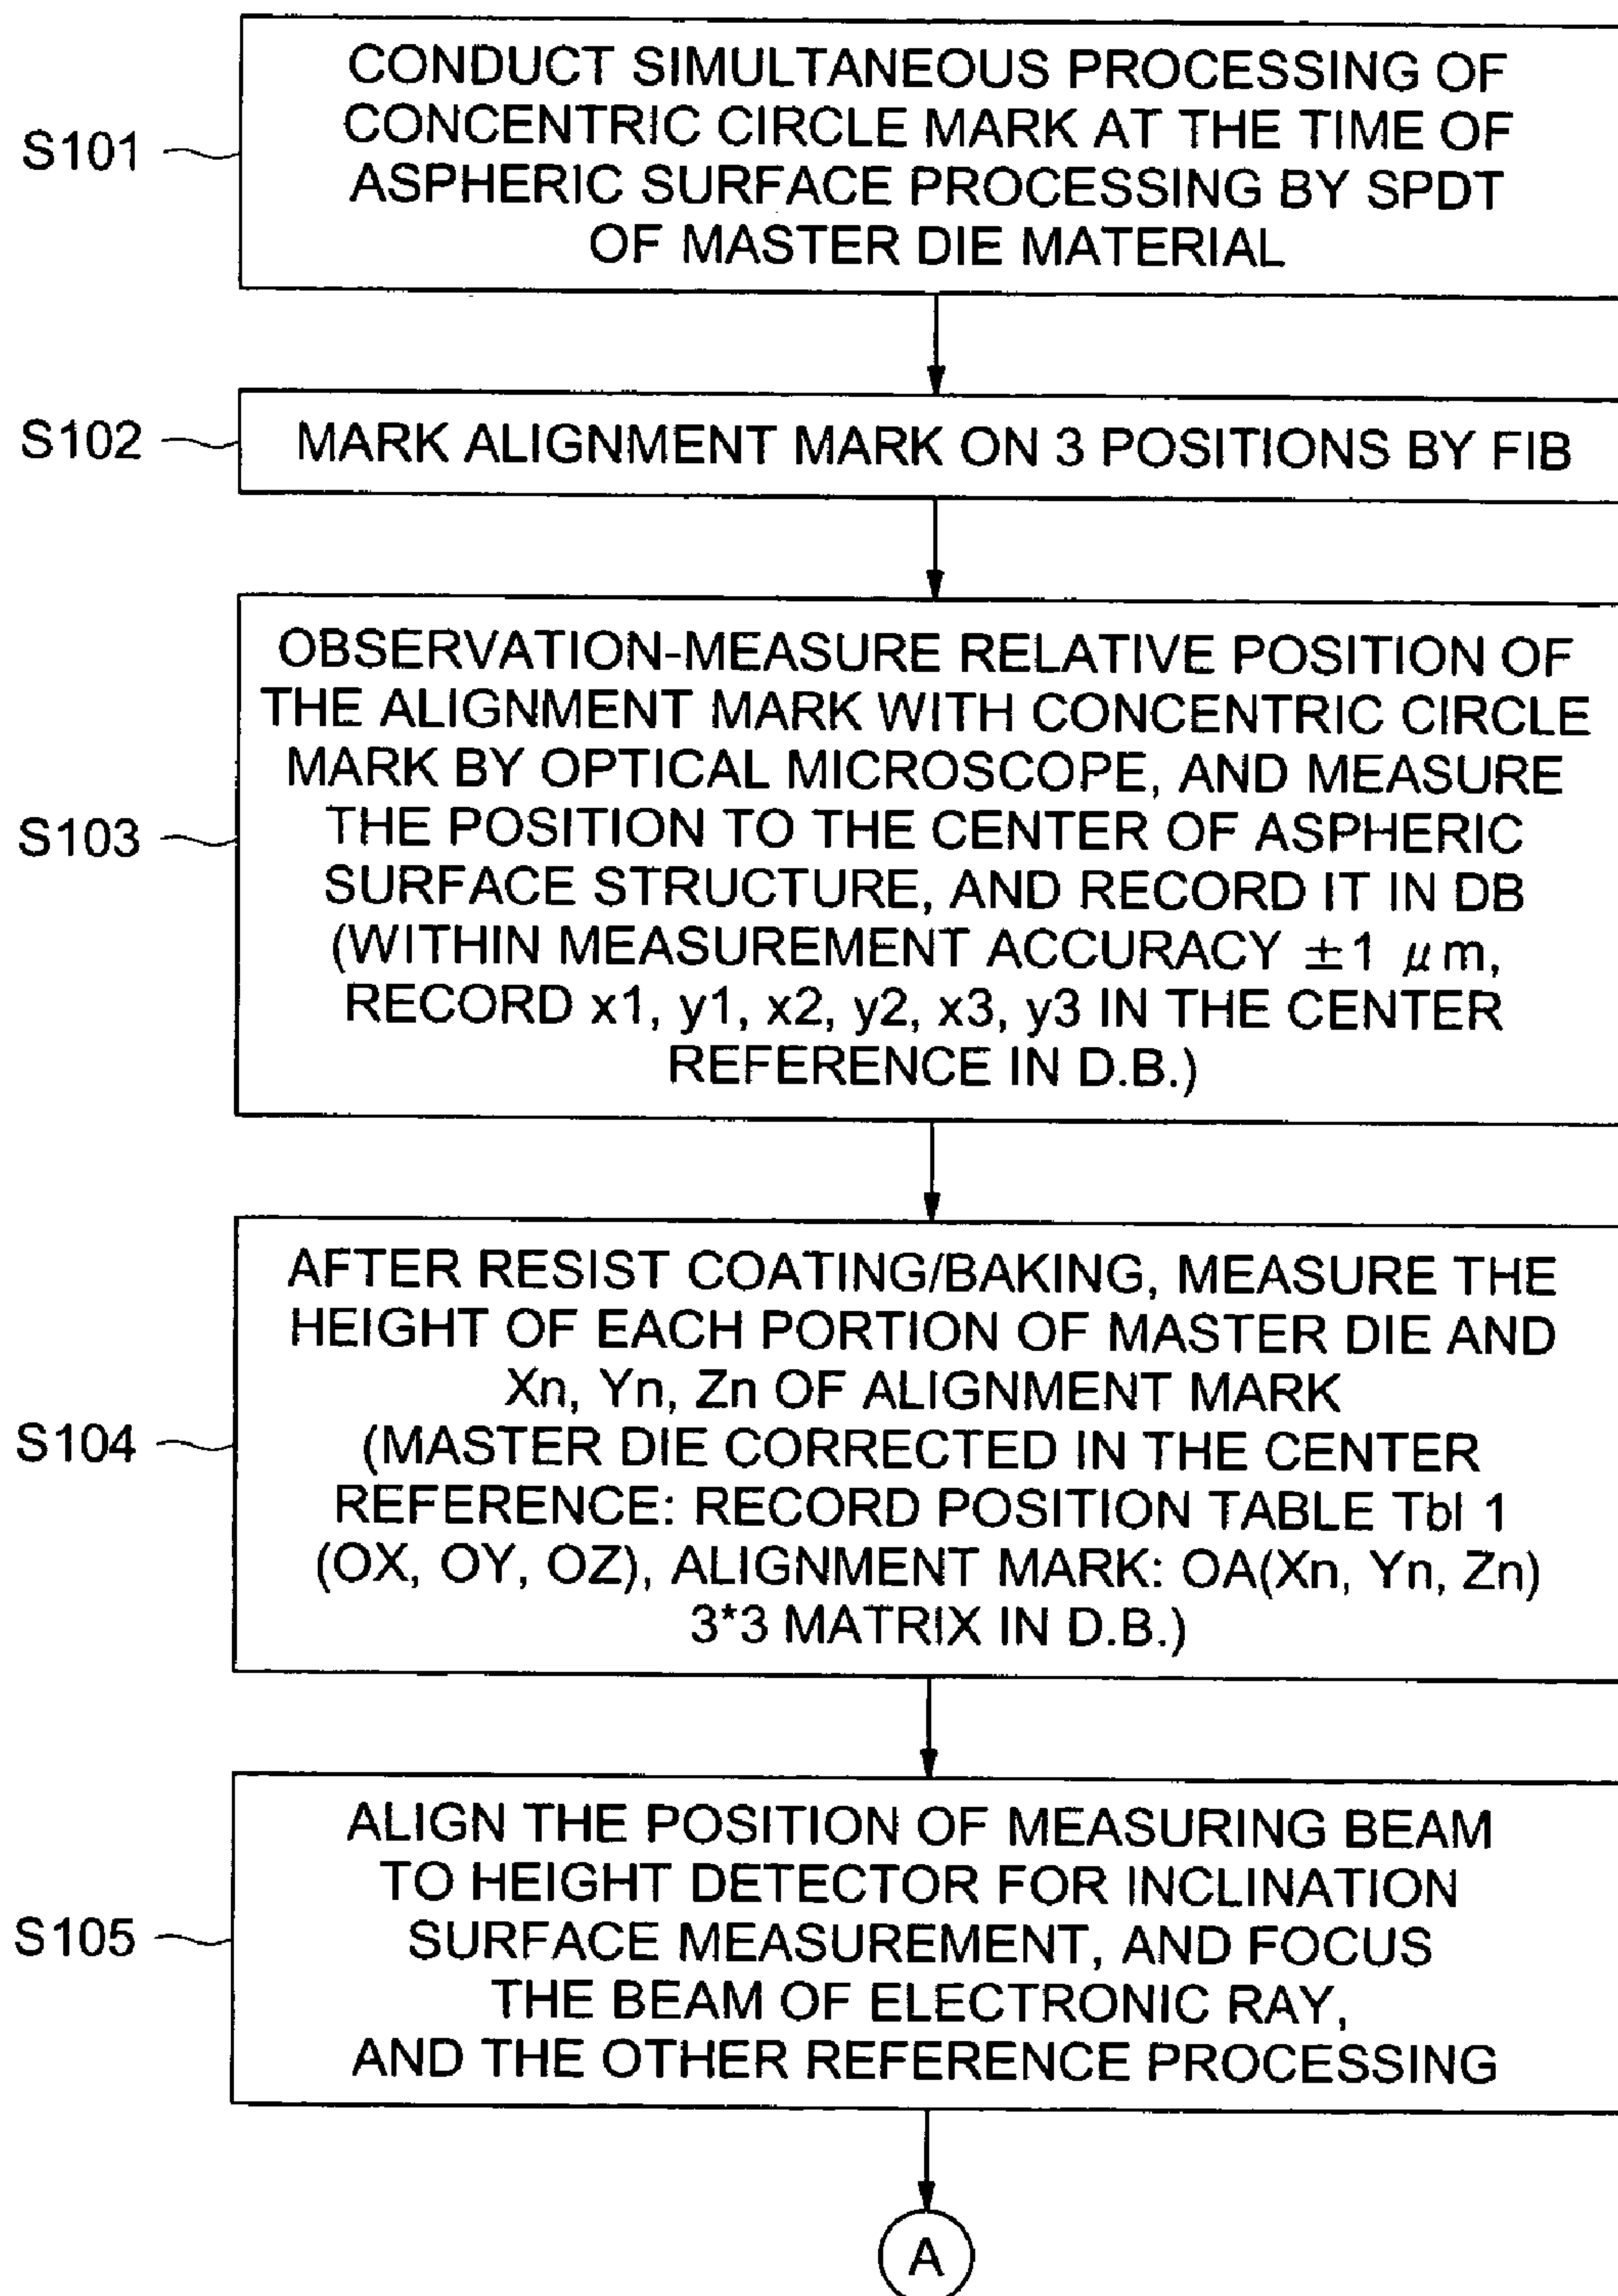 S101
CONDUCT SIMULTANEOUS PROCESSING OF
CONCENTRIC CIRCLE MARK AT THE TIME OF
ASPHERIC SURFACE PROCESSING BY SPDT
OF MASTER DIE MATERIAL
S102
MARK ALIGNMENT MARK ON 3 POSITIONS BY FIB
S103
OBSERVATION-MEASURE RELATIVE POSITION OF
THE ALIGNMENT MARK WITH CONCENTRIC CIRCLE
MARK BY OPTICAL MICROSCOPE, AND MEASURE
THE POSITION TO THE CENTER OF ASPHERIC
SURFACE STRUCTURE, AND RECORD IT IN DB
(WITHIN MEASUREMENT ACCURACY ±1 μm,
RECORD x1, y1, x2, y2, x3, y3 IN THE CENTER
REFERENCE IN D.B.)
S104
AFTER RESIST COATING/BAKING, MEASURE THE
HEIGHT OF EACH PORTION OF MASTER DIE AND
Xn, Yn, Zn OF ALIGNMENT MARK
(MASTER DIE CORRECTED IN THE CENTER
REFERENCE: RECORD POSITION TABLE Tbl 1
(OX, OY, OZ), ALIGNMENT MARK: OA(Xn, Yn, Zn)
3*3 MATRIX IN D.B.)
S105
ALIGN THE POSITION OF MEASURING BEAM
TO HEIGHT DETECTOR FOR INCLINATION
SURFACE MEASUREMENT, AND FOCUS
THE BEAM OF ELECTRONIC RAY,
AND THE OTHER REFERENCE PROCESSING
A